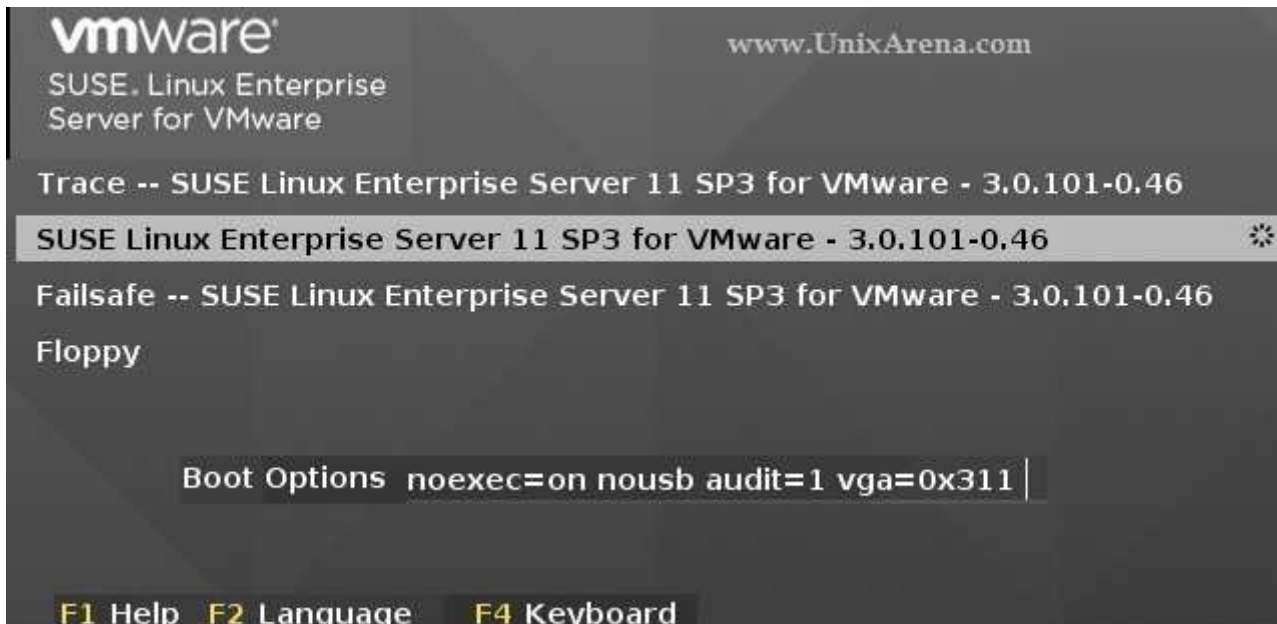 vmware
www.UnixArena.com
SUSE. Linux Enterprise
Server for VMware
Trace -- SUSE Linux Enterprise Server 11 SP3 for VMware - 3.0.101-0.46
SUSE Linux Enterprise Server 11 SP3 for VMware - 3.0.101-0.46
Failsafe -- SUSE Linux Enterprise Server 11 SP3 for VMware - 3.0.101-0.46
Floppy
Boot Options noexec=on nousb audit=1 vga=0x311
F1 Help F2 Language F4 Keyboard